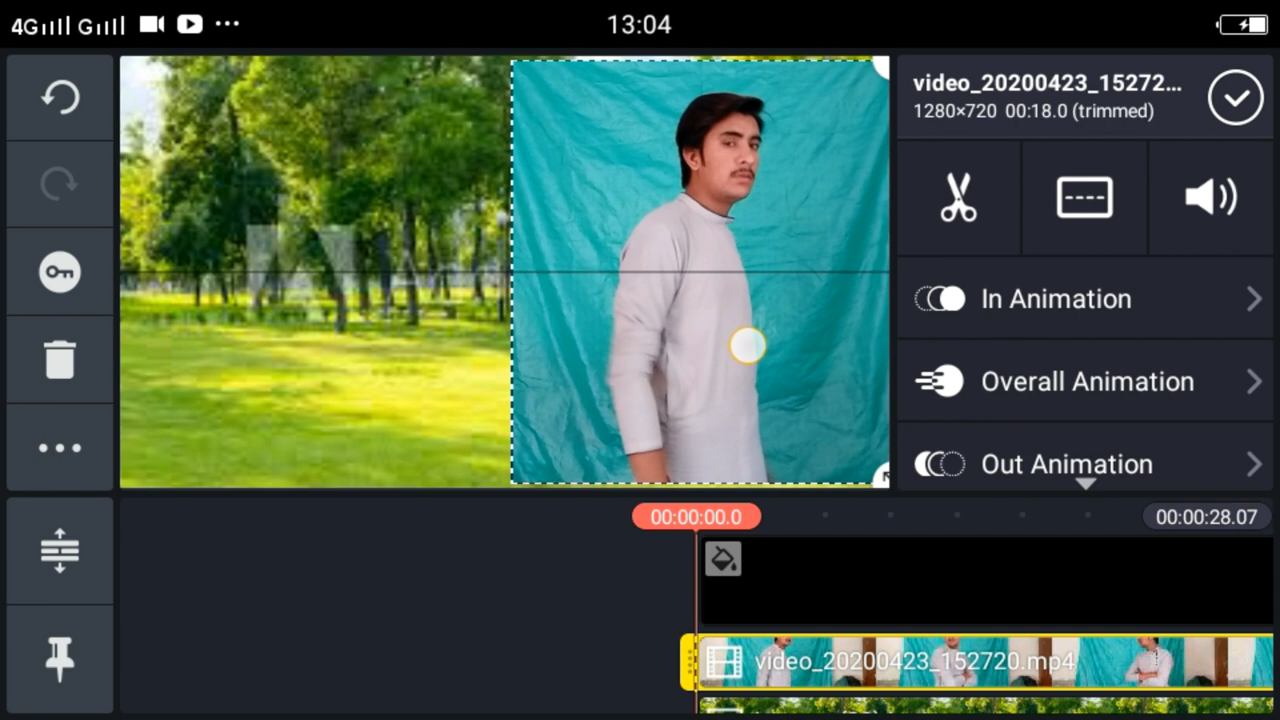 4G G 13:04
video_20200423_15272...
1280×720 00:18.0 (trimmed)
In Animation
Overall Animation
Out Animation
00:00:00.0
00:00:28.07
video_20200423_152720.mp4